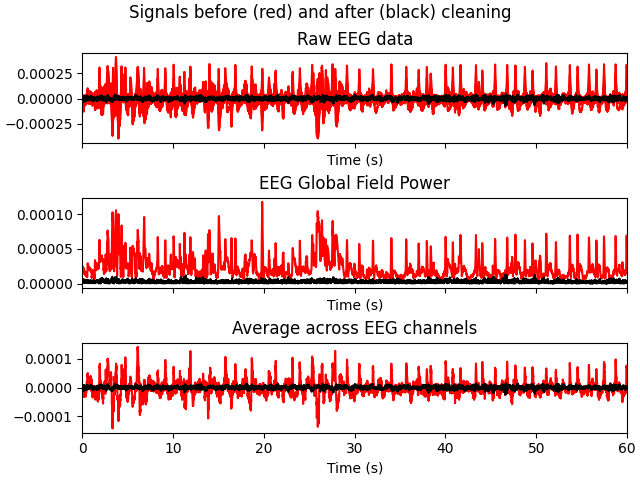 Signals before (red) and after (black) cleaning
Raw EEG data
0.00025
0.00000
−0.00025
Time (s)
EEG Global Field Power
0.00010
0.00005
0.00000
Time (s)
Average across EEG channels
0.0001
0.0000
−0.0001
0 10 20 30 40 50 60
Time (s)